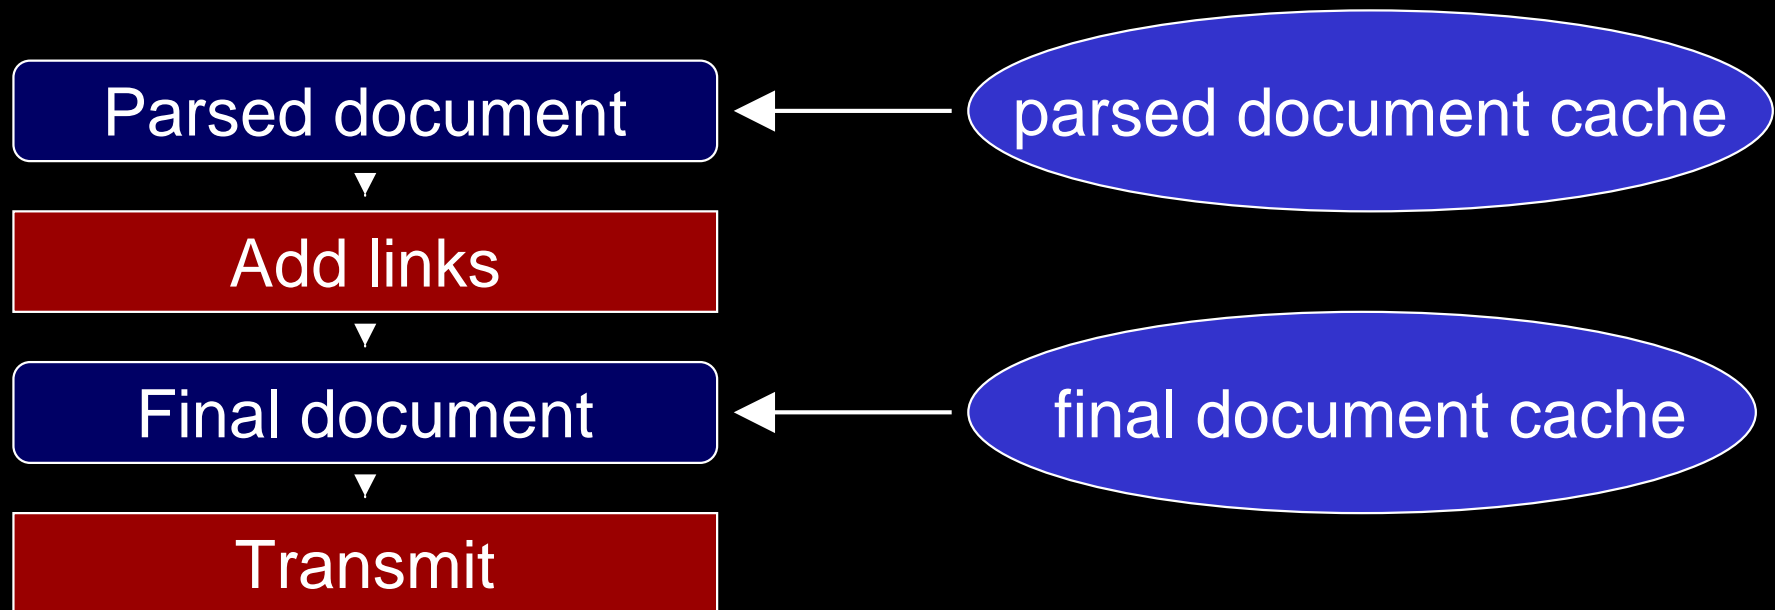 Parsed document
parsed document cache
Add links
Final document
final document cache
Transmit